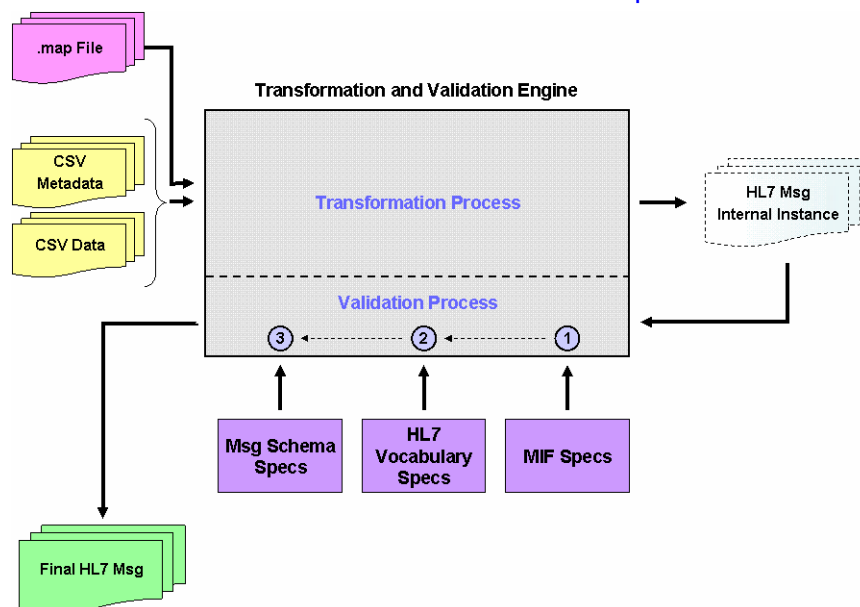 .map File
Transformation and Validation Engine
CSV
Metadata
CSV Data
Transformation Process
HL7 Msg
Internal Instance
Validation Process
3
2
1
Msg Schema
Specs
HL7
Vocabulary
Specs
MIF Specs
Final HL7 Msg